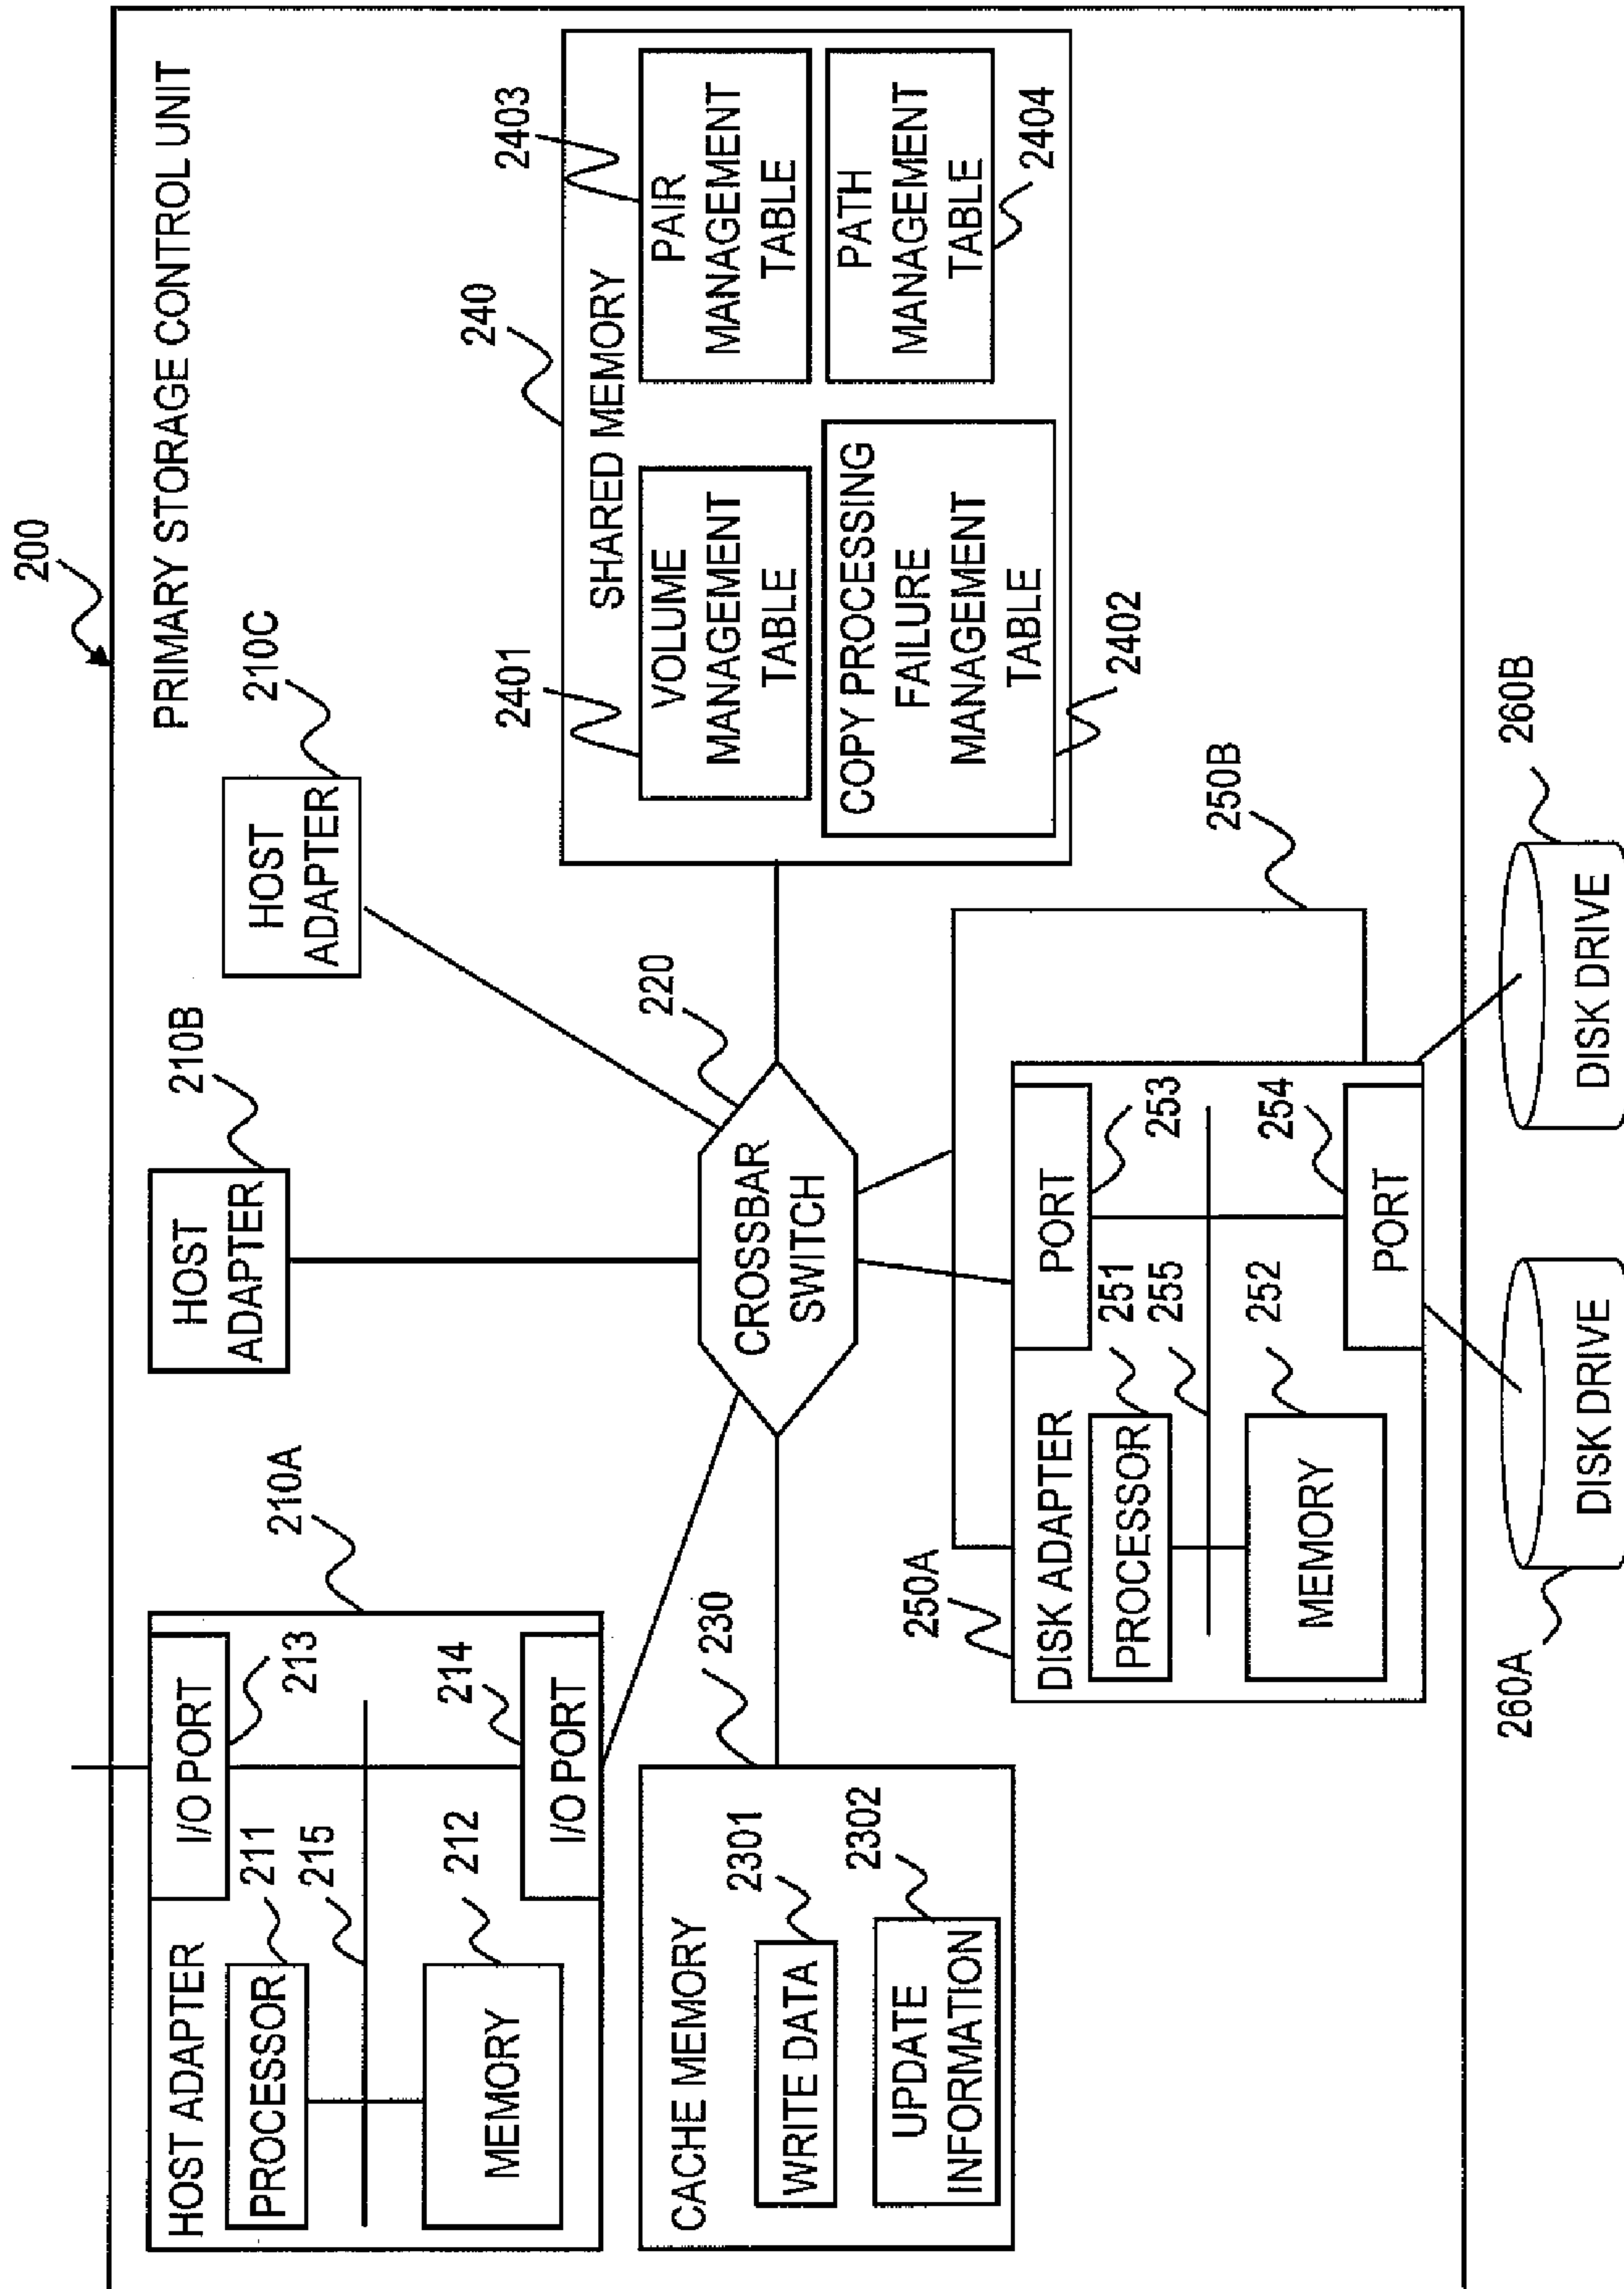 200
PRIMARY STORAGE CONTROL UNIT
210A
HOST ADAPTER
I/O PORT
213
PROCESSOR
211
215
MEMORY
212
214
I/O PORT
210B
HOST
ADAPTER
210C
HOST
ADAPTER
220
CROSSBAR
SWITCH
230
CACHE MEMORY
WRITE DATA
2301
UPDATE
INFORMATION
2302
240
SHARED MEMORY
2401
VOLUME
MANAGEMENT
TABLE
2403
PAIR
MANAGEMENT
TABLE
COPY PROCESSING
FAILURE
MANAGEMENT
TABLE
2402
PATH
MANAGEMENT
TABLE
2404
250A
DISK ADAPTER
PORT
253
PROCESSOR
251
255
MEMORY
252
254
PORT
250B
260A
DISK DRIVE
260B
DISK DRIVE